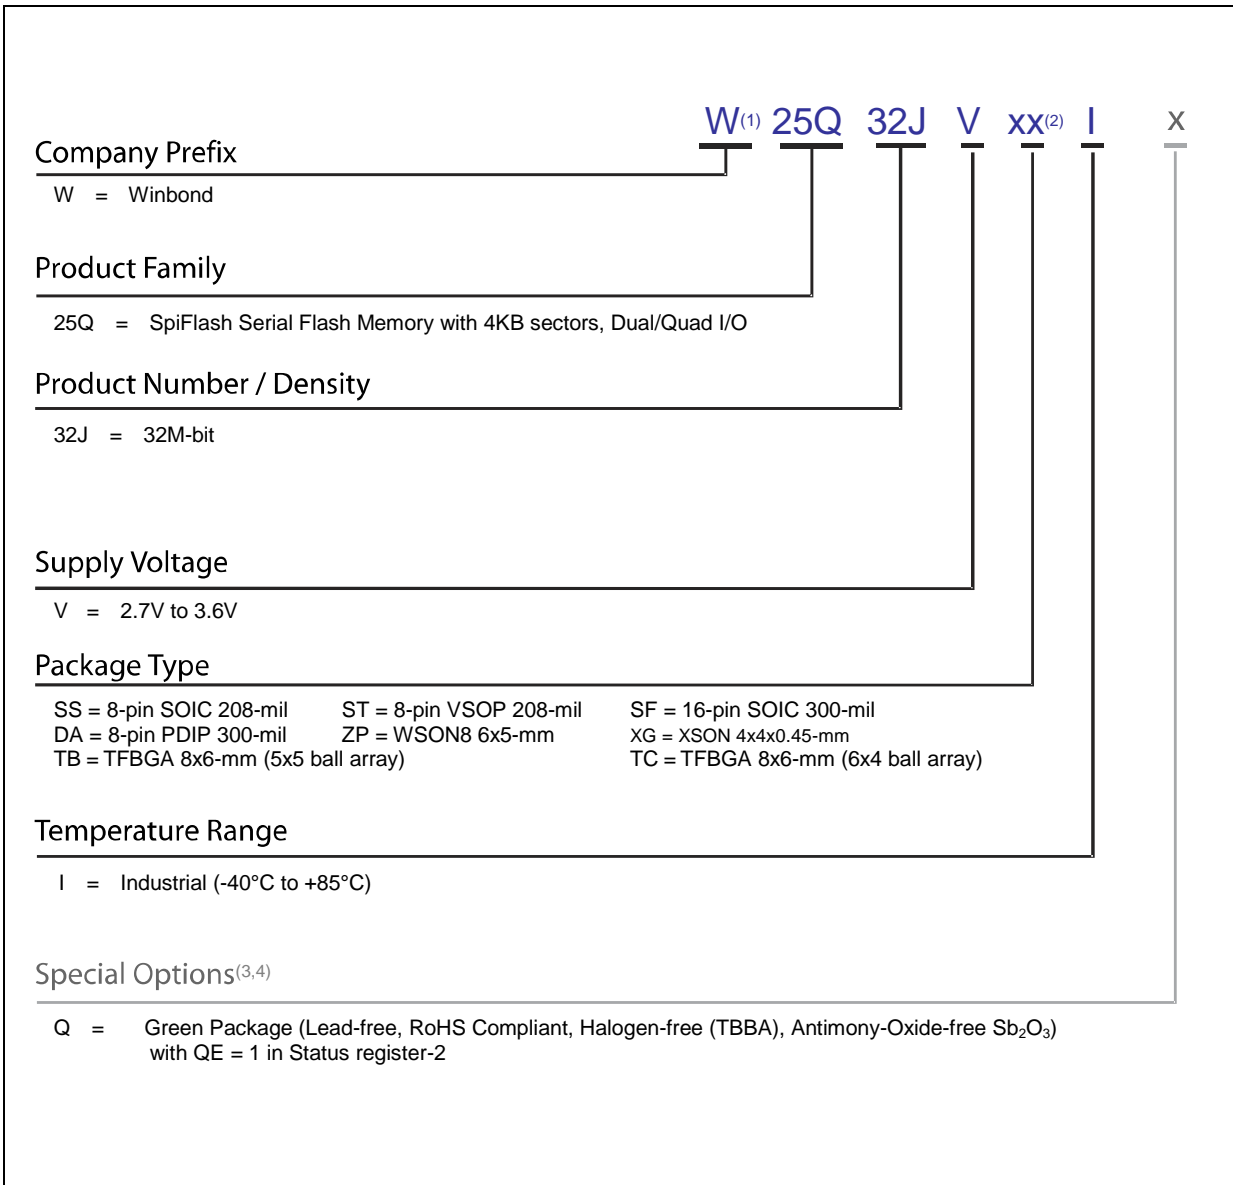 W(1) 25Q 32J V xx(2) I x
Company Prefix
W = Winbond
Product Family
25Q = SpiFlash Serial Flash Memory with 4KB sectors, Dual/Quad I/O
Product Number / Density
32J = 32M-bit
Supply Voltage
V = 2.7V to 3.6V
Package Type
SS = 8-pin SOIC 208-mil ST = 8-pin VSOP 208-mil SF = 16-pin SOIC 300-mil
DA = 8-pin PDIP 300-mil ZP = WSON8 6x5-mm XG = XSON 4x4x0.45-mm
TB = TFBGA 8x6-mm (5x5 ball array) TC = TFBGA 8x6-mm (6x4 ball array)
Temperature Range
I = Industrial (-40°C to +85°C)
Special Options(3,4)
Q = Green Package (Lead-free, RoHS Compliant, Halogen-free (TBBA), Antimony-Oxide-free Sb₂O₃)
with QE = 1 in Status register-2